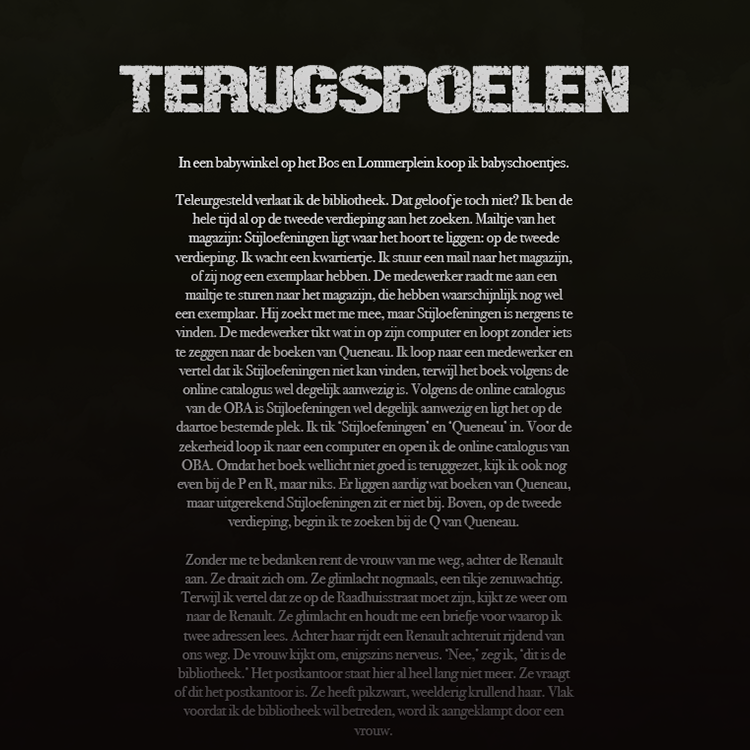 TERUGSPOELEN
In een babywinkel op het Bos en Lommerplein koop ik babyschoentjes.
Teleurgesteld verlaat ik de bibliotheek. Dat geloof je toch niet? Ik ben de
hele tijd al op de tweede verdieping aan het zoeken. Mailtje van het
magazijn: Stijloefeningen ligt waar het hoort te liggen: op de tweede
verdieping. Ik wacht een kwartiertje. Ik stuur een mail naar het magazijn,
of zij nog een exemplaar hebben. De medewerker raadt me aan een
mailtje te sturen naar het magazijn, die hebben waarschijnlijk nog wel
een exemplaar. Hij zoekt met me mee, maar Stijloefeningen is nergens te
vinden. De medewerker tikt wat in op zijn computer en loopt zonder iets
te zeggen naar de boeken van Queneau. Ik loop naar een medewerker en
vertel dat ik Stijloefeningen niet kan vinden, terwijl het boek volgens de
online catalogus wel degelijk aanwezig is. Volgens de online catalogus
van de OBA is Stijloefeningen wel degelijk aanwezig en ligt het op de
daartoe bestemde plek. Ik tik 'Stijloefeningen' en 'Queneau' in. Voor de
zekerheid loop ik naar een computer en open ik de online catalogus van
OBA. Omdat het boek wellicht niet goed is teruggezet, kijk ik ook nog
even bij de P en R, maar niks. Er liggen aardig wat boeken van Queneau,
maar uitgerekend Stijloefeningen zit er niet bij. Boven, op de tweede
verdieping, begin ik te zoeken bij de Q van Queneau.
Zonder me te bedanken rent de vrouw van me weg, achter de Renault
aan. Ze draait zich om. Ze glimlacht nogmaals, een tikje zenuwachtig.
Terwijl ik vertel dat ze op de Raadhuisstraat moet zijn, kijkt ze weer om
naar de Renault. Ze glimlacht en houdt me een briefje voor waarop ik
twee adressen lees. Achter haar rijdt een Renault achteruit rijdend van
ons weg. De vrouw kijkt om, enigszins nerveus. 'Nee,' zeg ik, 'dit is de
bibliotheek.' Het postkantoor staat hier al heel lang niet meer. Ze vraagt
of dit het postkantoor is. Ze heeft pikzwart, weelderig krullend haar. Vlak
voordat ik de bibliotheek wil betreden, word ik aangeklampt door een
vrouw.